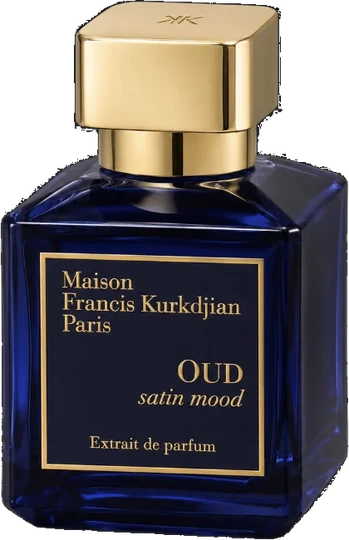 Maison
Francis Kurkdjian
Paris
OUD
satin mood
Extrait de parfum